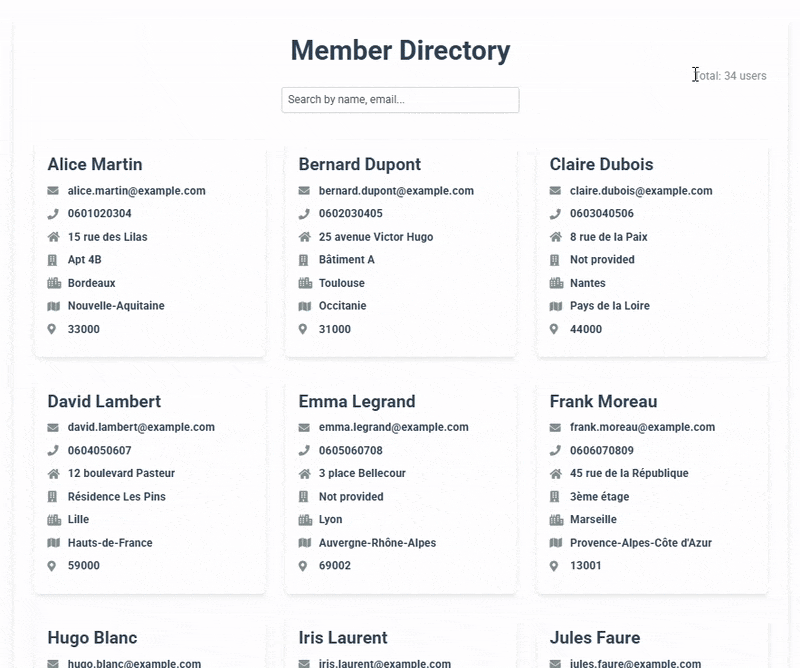 Member Directory
Total: 34 users
Search by name, email...
Alice Martin
alice.martin@example.com
0601020304
15 rue des Lilas
Apt 4B
Bordeaux
Nouvelle-Aquitaine
33000
Bernard Dupont
bernard.dupont@example.com
0602030405
25 avenue Victor Hugo
Bâtiment A
Toulouse
Occitanie
31000
Claire Dubois
claire.dubois@example.com
0603040506
8 rue de la Paix
Not provided
Nantes
Pays de la Loire
44000
David Lambert
david.lambert@example.com
0604050607
12 boulevard Pasteur
Résidence Les Pins
Lille
Hauts-de-France
59000
Emma Legrand
emma.legrand@example.com
0605060708
3 place Bellecour
Not provided
Lyon
Auvergne-Rhône-Alpes
69002
Frank Moreau
frank.moreau@example.com
0606070809
45 rue de la République
3ème étage
Marseille
Provence-Alpes-Côte d'Azur
13001
Hugo Blanc
hugo.blanc@example.com
Iris Laurent
iris.laurent@example.com
Jules Faure
jules.faure@example.com